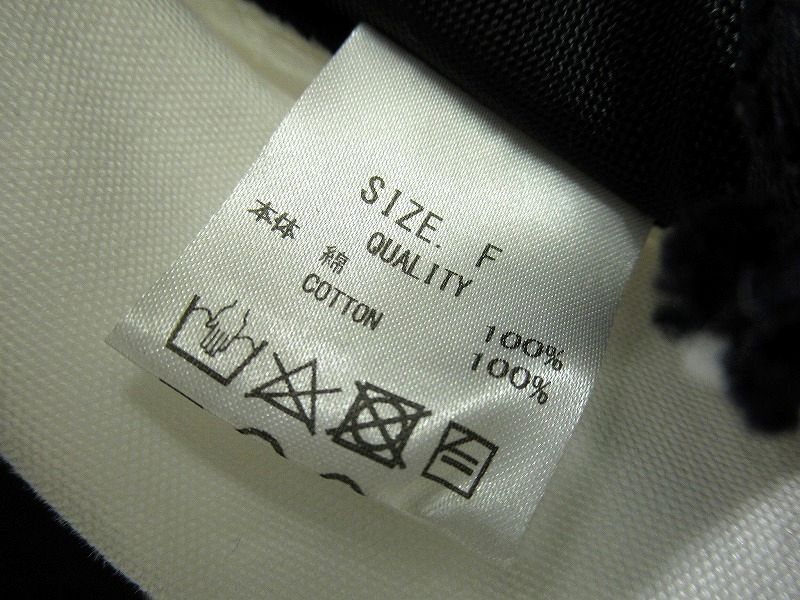 SIZE. F
QUALITY
本体 綿 100%
COTTON 100%